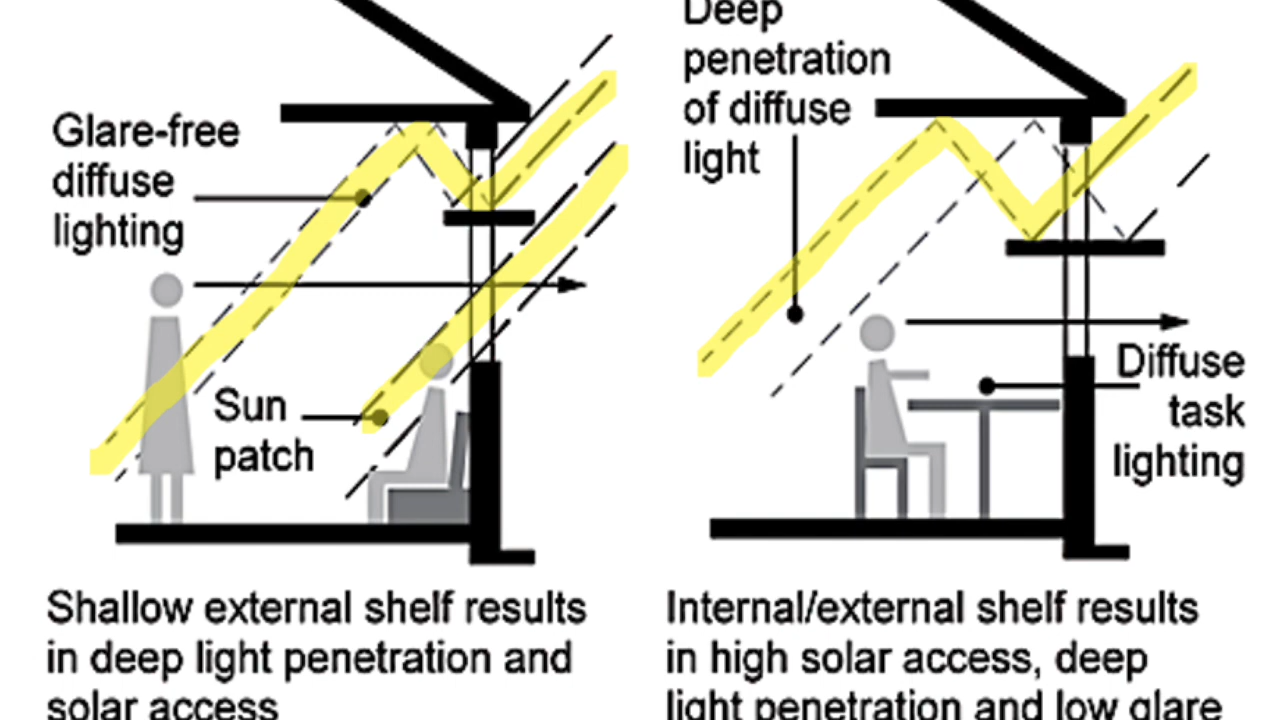 Glare-free
diffuse
lighting
Sun
patch
Shallow external shelf results
in deep light penetration and
solar access
Deep
penetration
of diffuse
light
Diffuse
task
lighting
Internal/external shelf results
in high solar access, deep
light penetration and low glare